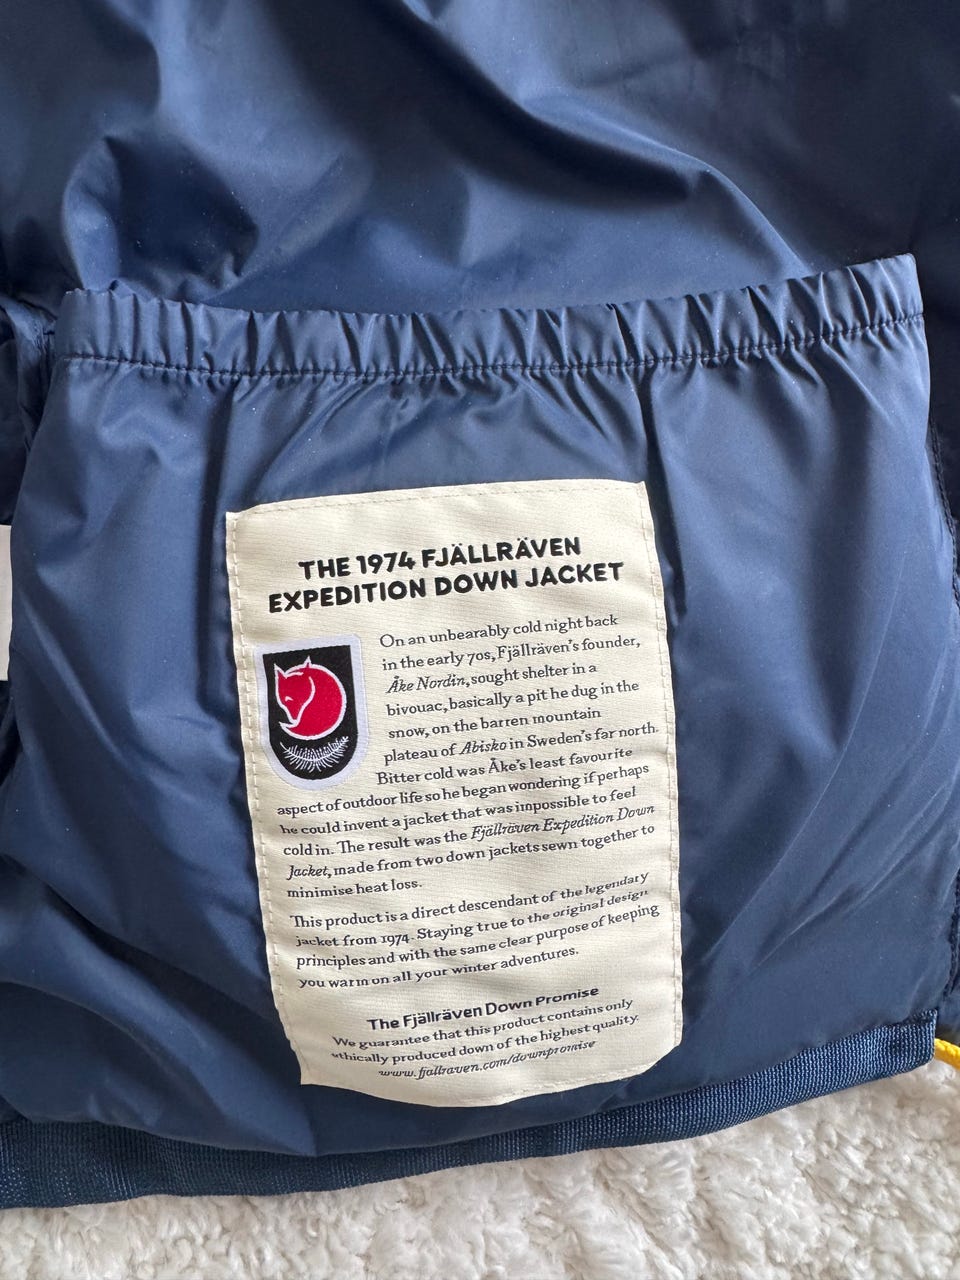 THE 1974 FJÄLLRÄVEN
EXPEDITION DOWN JACKET
On an unbearably cold night back
in the early 70s, Fjällräven's founder,
Åke Nordin, sought shelter in a
bivouac, basically a pit he dug in the
snow, on the barren mountain
plateau of Abisko in Sweden's far north.
Bitter cold was Åke's least favourite
aspect of outdoor life so he began wondering if perhaps
he could invent a jacket that was impossible to feel
cold in. The result was the Fjällräven Expedition Down
Jacket, made from two down jackets sewn together to
minimise heat loss.
This product is a direct descendant of the legendary
jacket from 1974. Staying true to the original design
principles and with the same clear purpose of keeping
you warm on all your winter adventures.
The Fjällräven Down Promise
We guarantee that this product contains only
ethically produced down of the highest quality.
www.fjallraven.com/downpromise